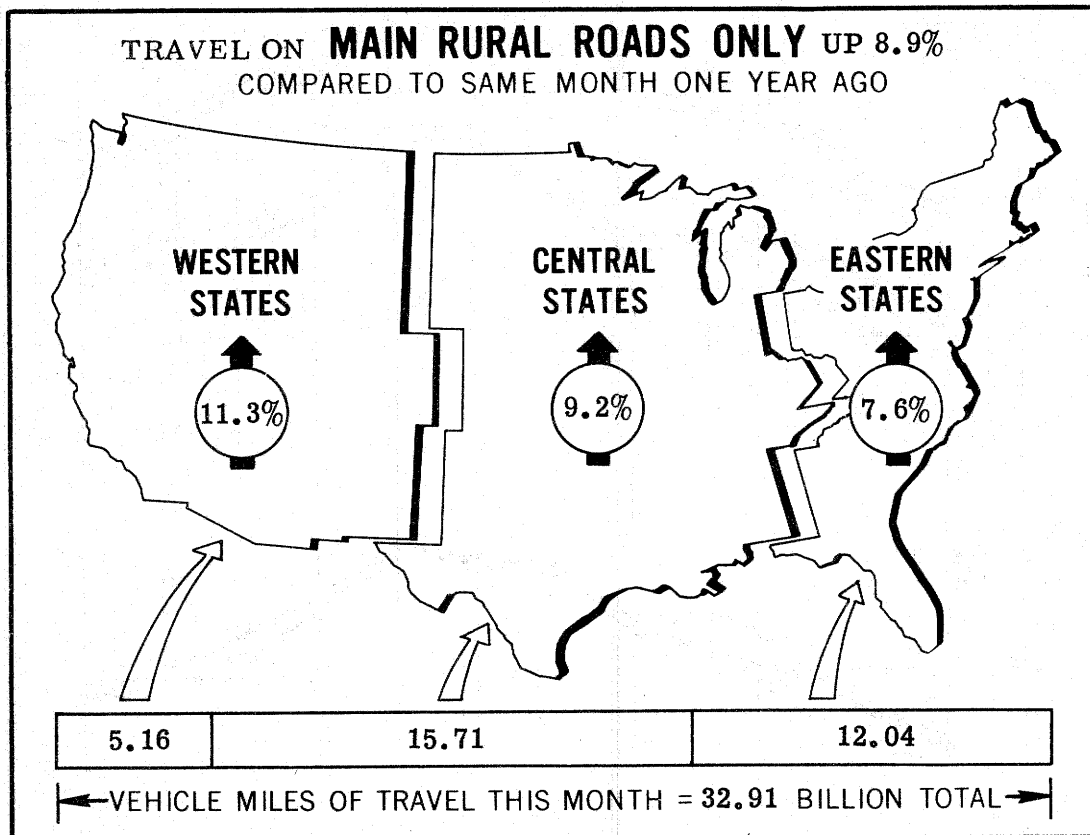 TRAVEL ON MAIN RURAL ROADS ONLY UP 8.9%
COMPARED TO SAME MONTH ONE YEAR AGO
WESTERN
STATES
11.3%
CENTRAL
STATES
9.2%
EASTERN
STATES
7.6%
5.16
15.71
12.04
VEHICLE MILES OF TRAVEL THIS MONTH = 32.91 BILLION TOTAL